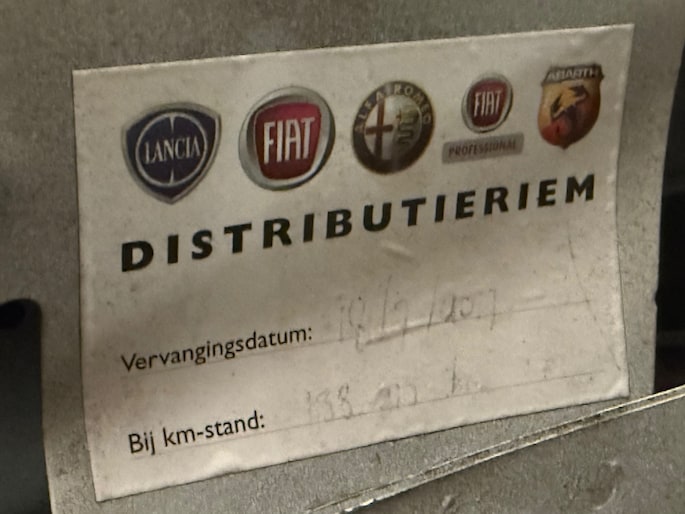 LANCIA FIAT ALFA ROMEO FIAT ABARTH
PROFESSIONAL
DISTRIBUTIERIEM
Vervangingsdatum:
Bij km-stand: